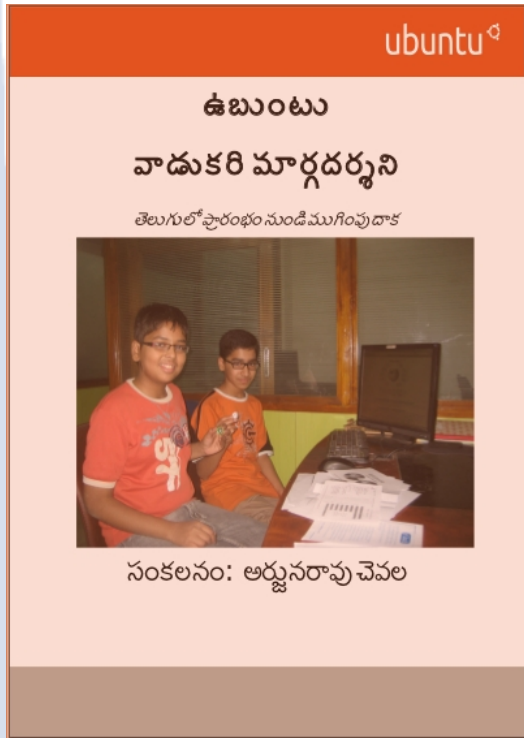 ubuntu
ఉబుంటు
వాడుకరి మార్గదర్శని
తెలుగులో ప్రారంభం నుండి ముగింపు దాక
సంకలనం: అర్జునరావు చెవల